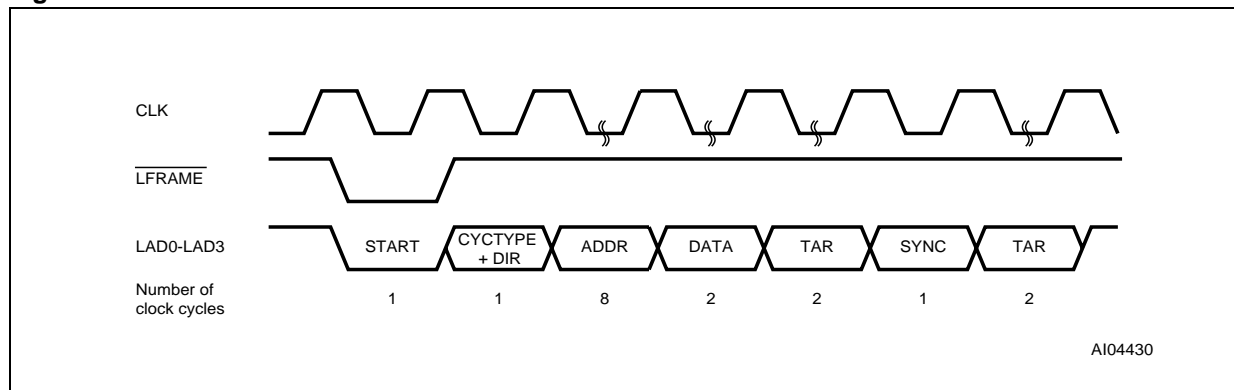 CLK
LFRAME
LAD0-LAD3
START
CYCTYPE
+ DIR
ADDR
DATA
TAR
SYNC
TAR
Number of
clock cycles
1
1
8
2
2
1
2
AI04430